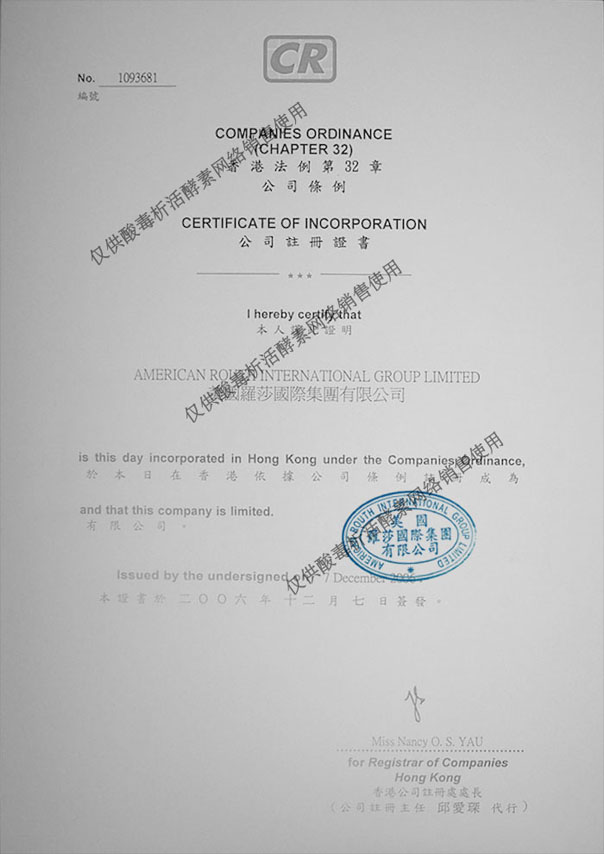 CR
No. 1093681
編號
COMPANIES ORDINANCE
(CHAPTER 32)
香港法例第32章
公司條例
CERTIFICATE OF INCORPORATION
公司註冊證書
***
I hereby certify that
本人謹此證明
AMERICAN ROUTH INTERNATIONAL GROUP LIMITED
美國羅莎國際集團有限公司
is this day incorporated in Hong Kong under the Companies Ordinance,
於本日在香港依據公司條例註冊成為
and that this company is limited.
有限公司。
AMERICAN ROUTH INTERNATIONAL GROUP LIMITED
美國
羅莎國際集團
有限公司
Issued by the undersigned on 7 December 2006.
本證書於二〇〇六年十二月七日簽發。
Miss Nancy O. S. YAU
for Registrar of Companies
Hong Kong
香港公司註冊處處長
(公司註冊主任 邱愛琛 代行)
仅供酸毒析活酵素网络销售使用
仅供酸毒析活酵素网络销售使用
仅供酸毒析活酵素网络销售使用